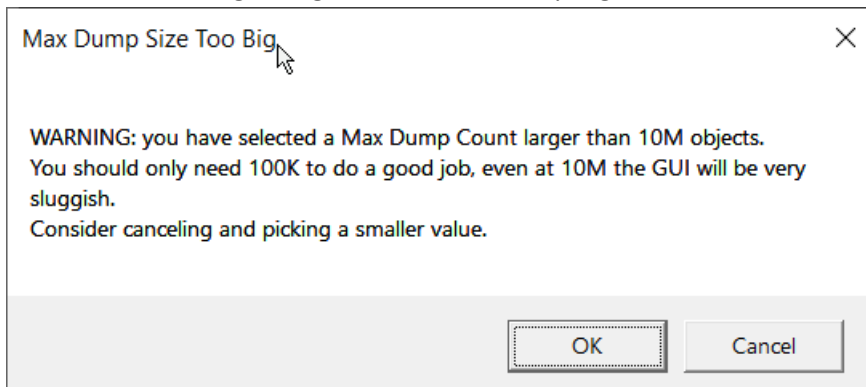 Max Dump Size Too Big
WARNING: you have selected a Max Dump Count larger than 10M objects.
You should only need 100K to do a good job, even at 10M the GUI will be very
sluggish.
Consider canceling and picking a smaller value.
OK
Cancel